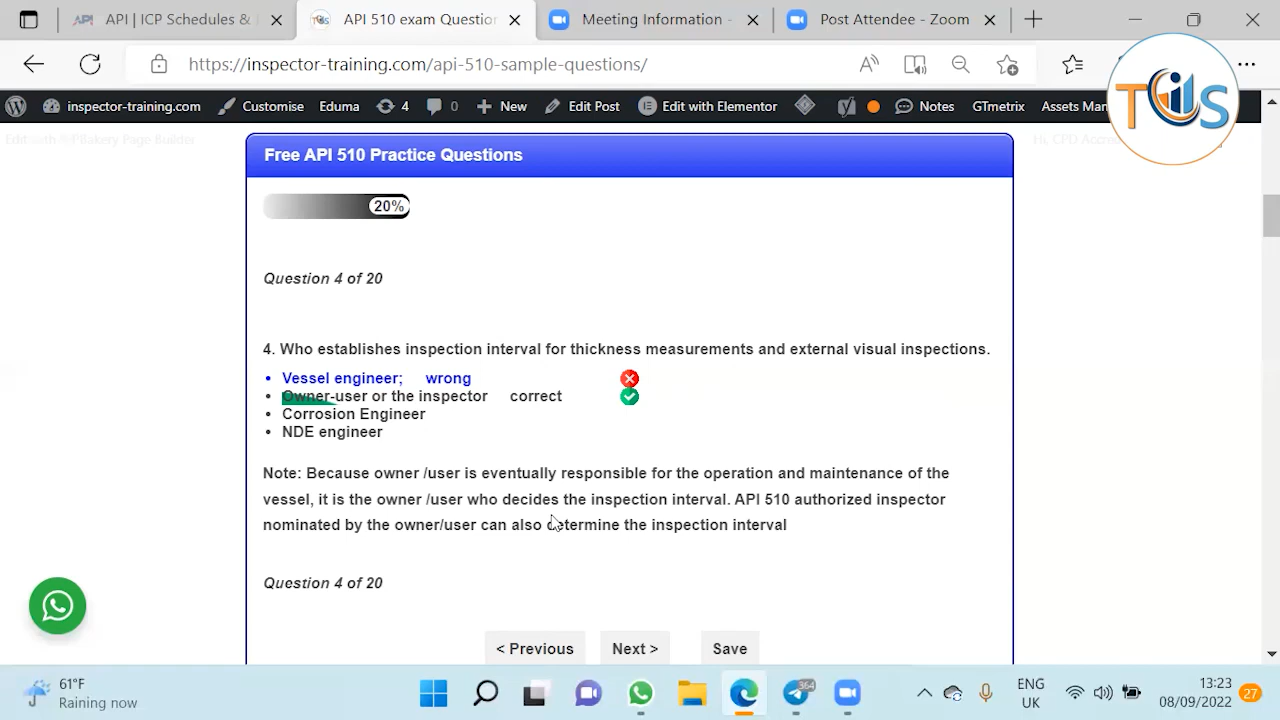 API | ICP Schedules &
API 510 exam Question
Meeting Information -
Post Attendee - Zoom
https://inspector-training.com/api-510-sample-questions/
inspector-training.com
Customise
Eduma
4
0
New
Edit Post
Edit with Elementor
Notes
GTmetrix
Assets Man
TIS
Free API 510 Practice Questions
20%
Question 4 of 20
4. Who establishes inspection interval for thickness measurements and external visual inspections.
• Vessel engineer; wrong
• Owner-user or the inspector correct
• Corrosion Engineer
• NDE engineer
Note: Because owner /user is eventually responsible for the operation and maintenance of the
vessel, it is the owner /user who decides the inspection interval. API 510 authorized inspector
nominated by the owner/user can also determine the inspection interval
Question 4 of 20
< Previous
Next >
Save
61°F
Raining now
364
ENG
UK
13:23
08/09/2022
27